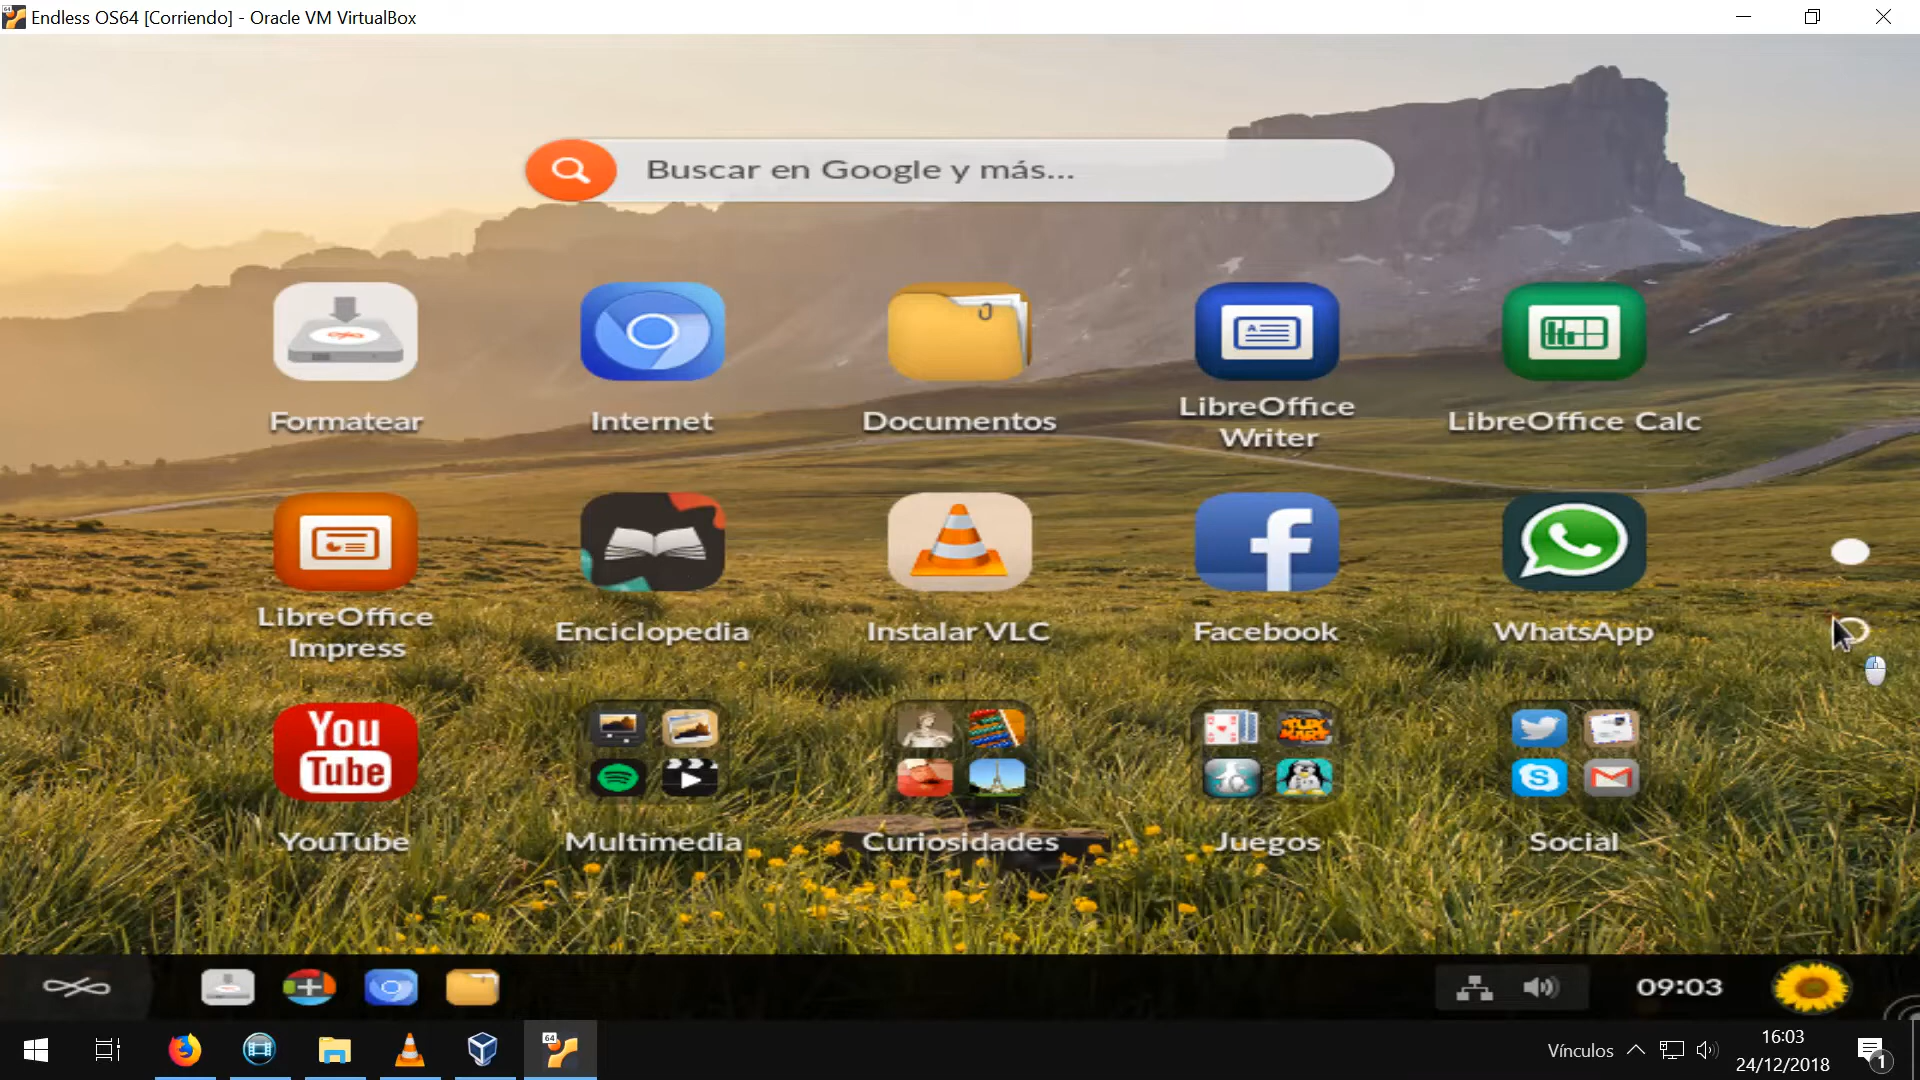 Endless OS64 [Corriendo] - Oracle VM VirtualBox
Buscar en Google y más...
Formatear
Internet
Documentos
LibreOffice
Writer
LibreOffice Calc
LibreOffice
Impress
Enciclopedia
Instalar VLC
Facebook
WhatsApp
You
Tube
YouTube
Multimedia
Curiosidades
Juegos
Social
09:03
64
Vínculos
16:03
24/12/2018
1